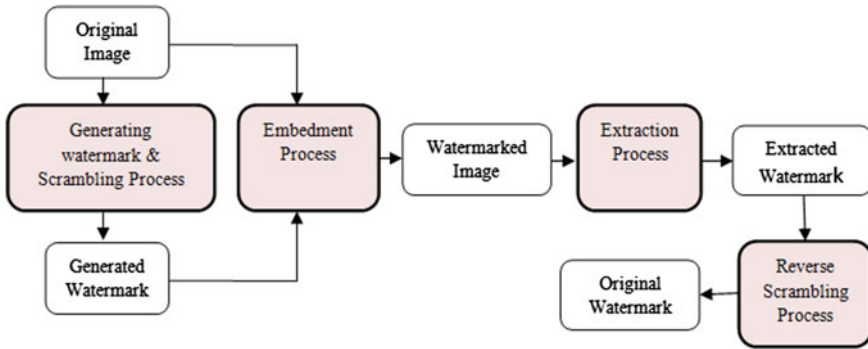 Original
Image
Generating
watermark &
Scrambling Process
Generated
Watermark
Embedment
Process
Watermarked
Image
Extraction
Process
Extracted
Watermark
Reverse
Scrambling
Process
Original
Watermark